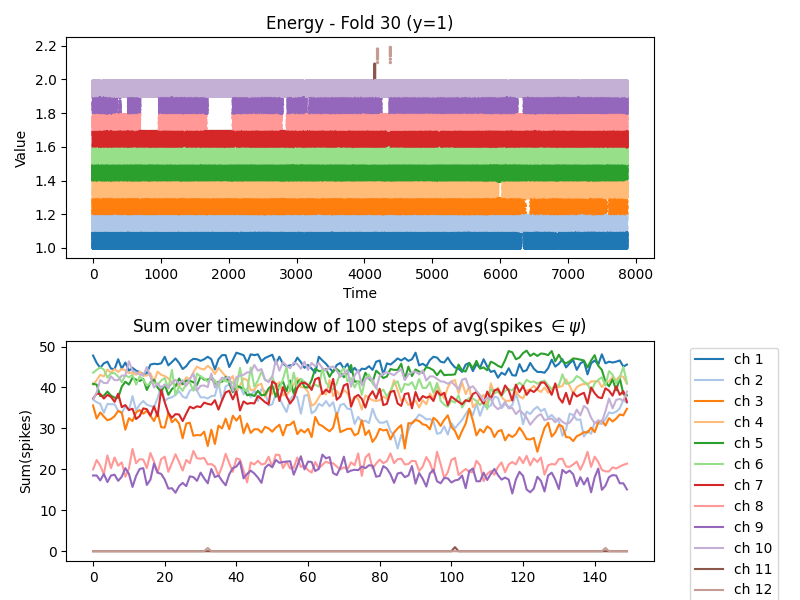 Energy - Fold 30 (y=1)
Value
2.2
2.0
1.8
1.6
1.4
1.2
1.0
0 1000 2000 3000 4000 5000 6000 7000 8000
Time
Sum over timewindow of 100 steps of avg(spikes ∈ ψ)
Sum(spikes)
50
40
30
20
10
0
0 20 40 60 80 100 120 140
ch 1
ch 2
ch 3
ch 4
ch 5
ch 6
ch 7
ch 8
ch 9
ch 10
ch 11
ch 12